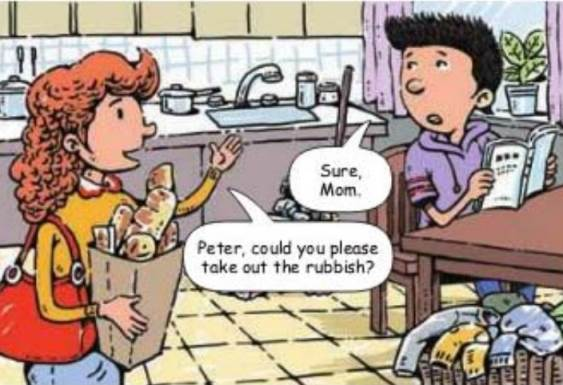 Peter, could you please
take out the rubbish?
Sure,
Mom.